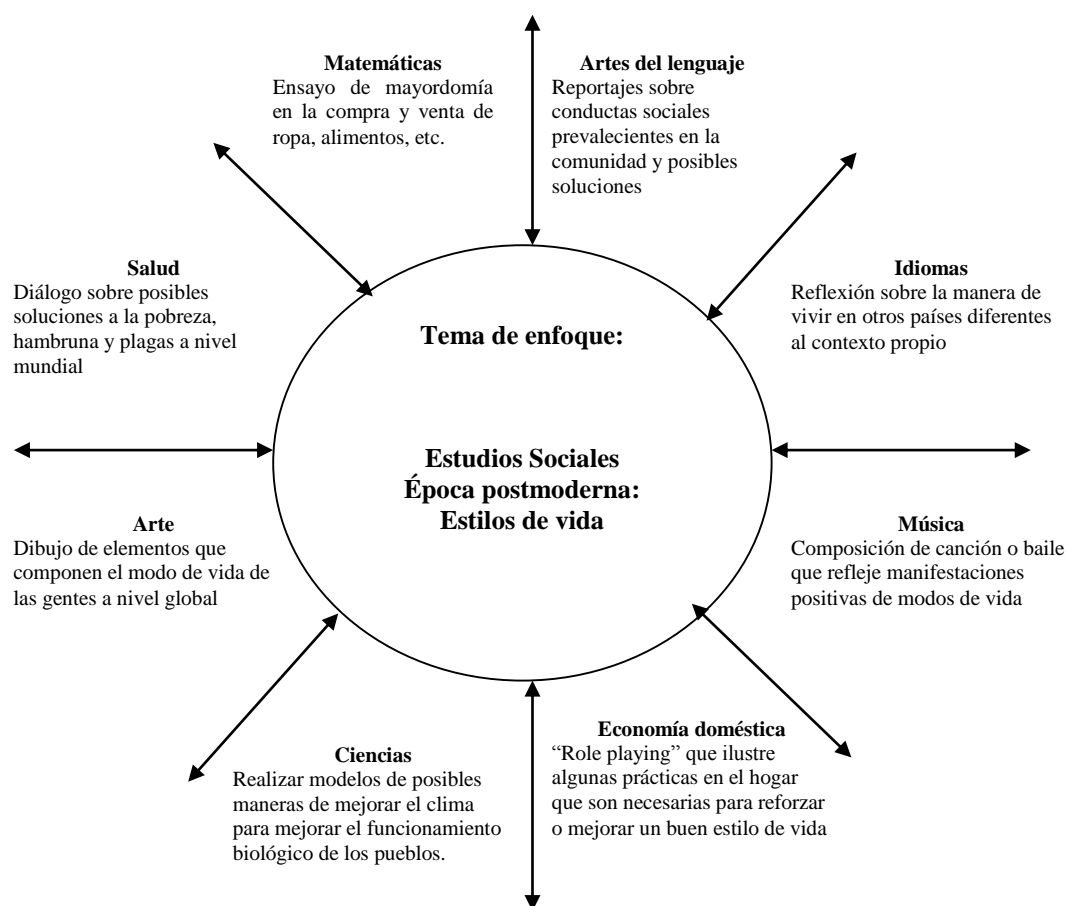 Matemáticas
Ensayo de mayordomía
en la compra y venta de
ropa, alimentos, etc.
Artes del lenguaje
Reportajes sobre
conductas sociales
prevalecientes en la
comunidad y posibles
soluciones
Salud
Diálogo sobre posibles
soluciones a la pobreza,
hambruna y plagas a nivel
mundial
Idiomas
Reflexión sobre la manera de
vivir en otros países diferentes
al contexto propio
Tema de enfoque:
Estudios Sociales
Época postmoderna:
Estilos de vida
Arte
Dibujo de elementos que
componen el modo de vida de
las gentes a nivel global
Música
Composición de canción o baile
que refleje manifestaciones
positivas de modos de vida
Ciencias
Realizar modelos de posibles
maneras de mejorar el clima
para mejorar el funcionamiento
biológico de los pueblos.
Economía doméstica
“Role playing” que ilustre
algunas prácticas en el hogar
que son necesarias para reforzar
o mejorar un buen estilo de vida